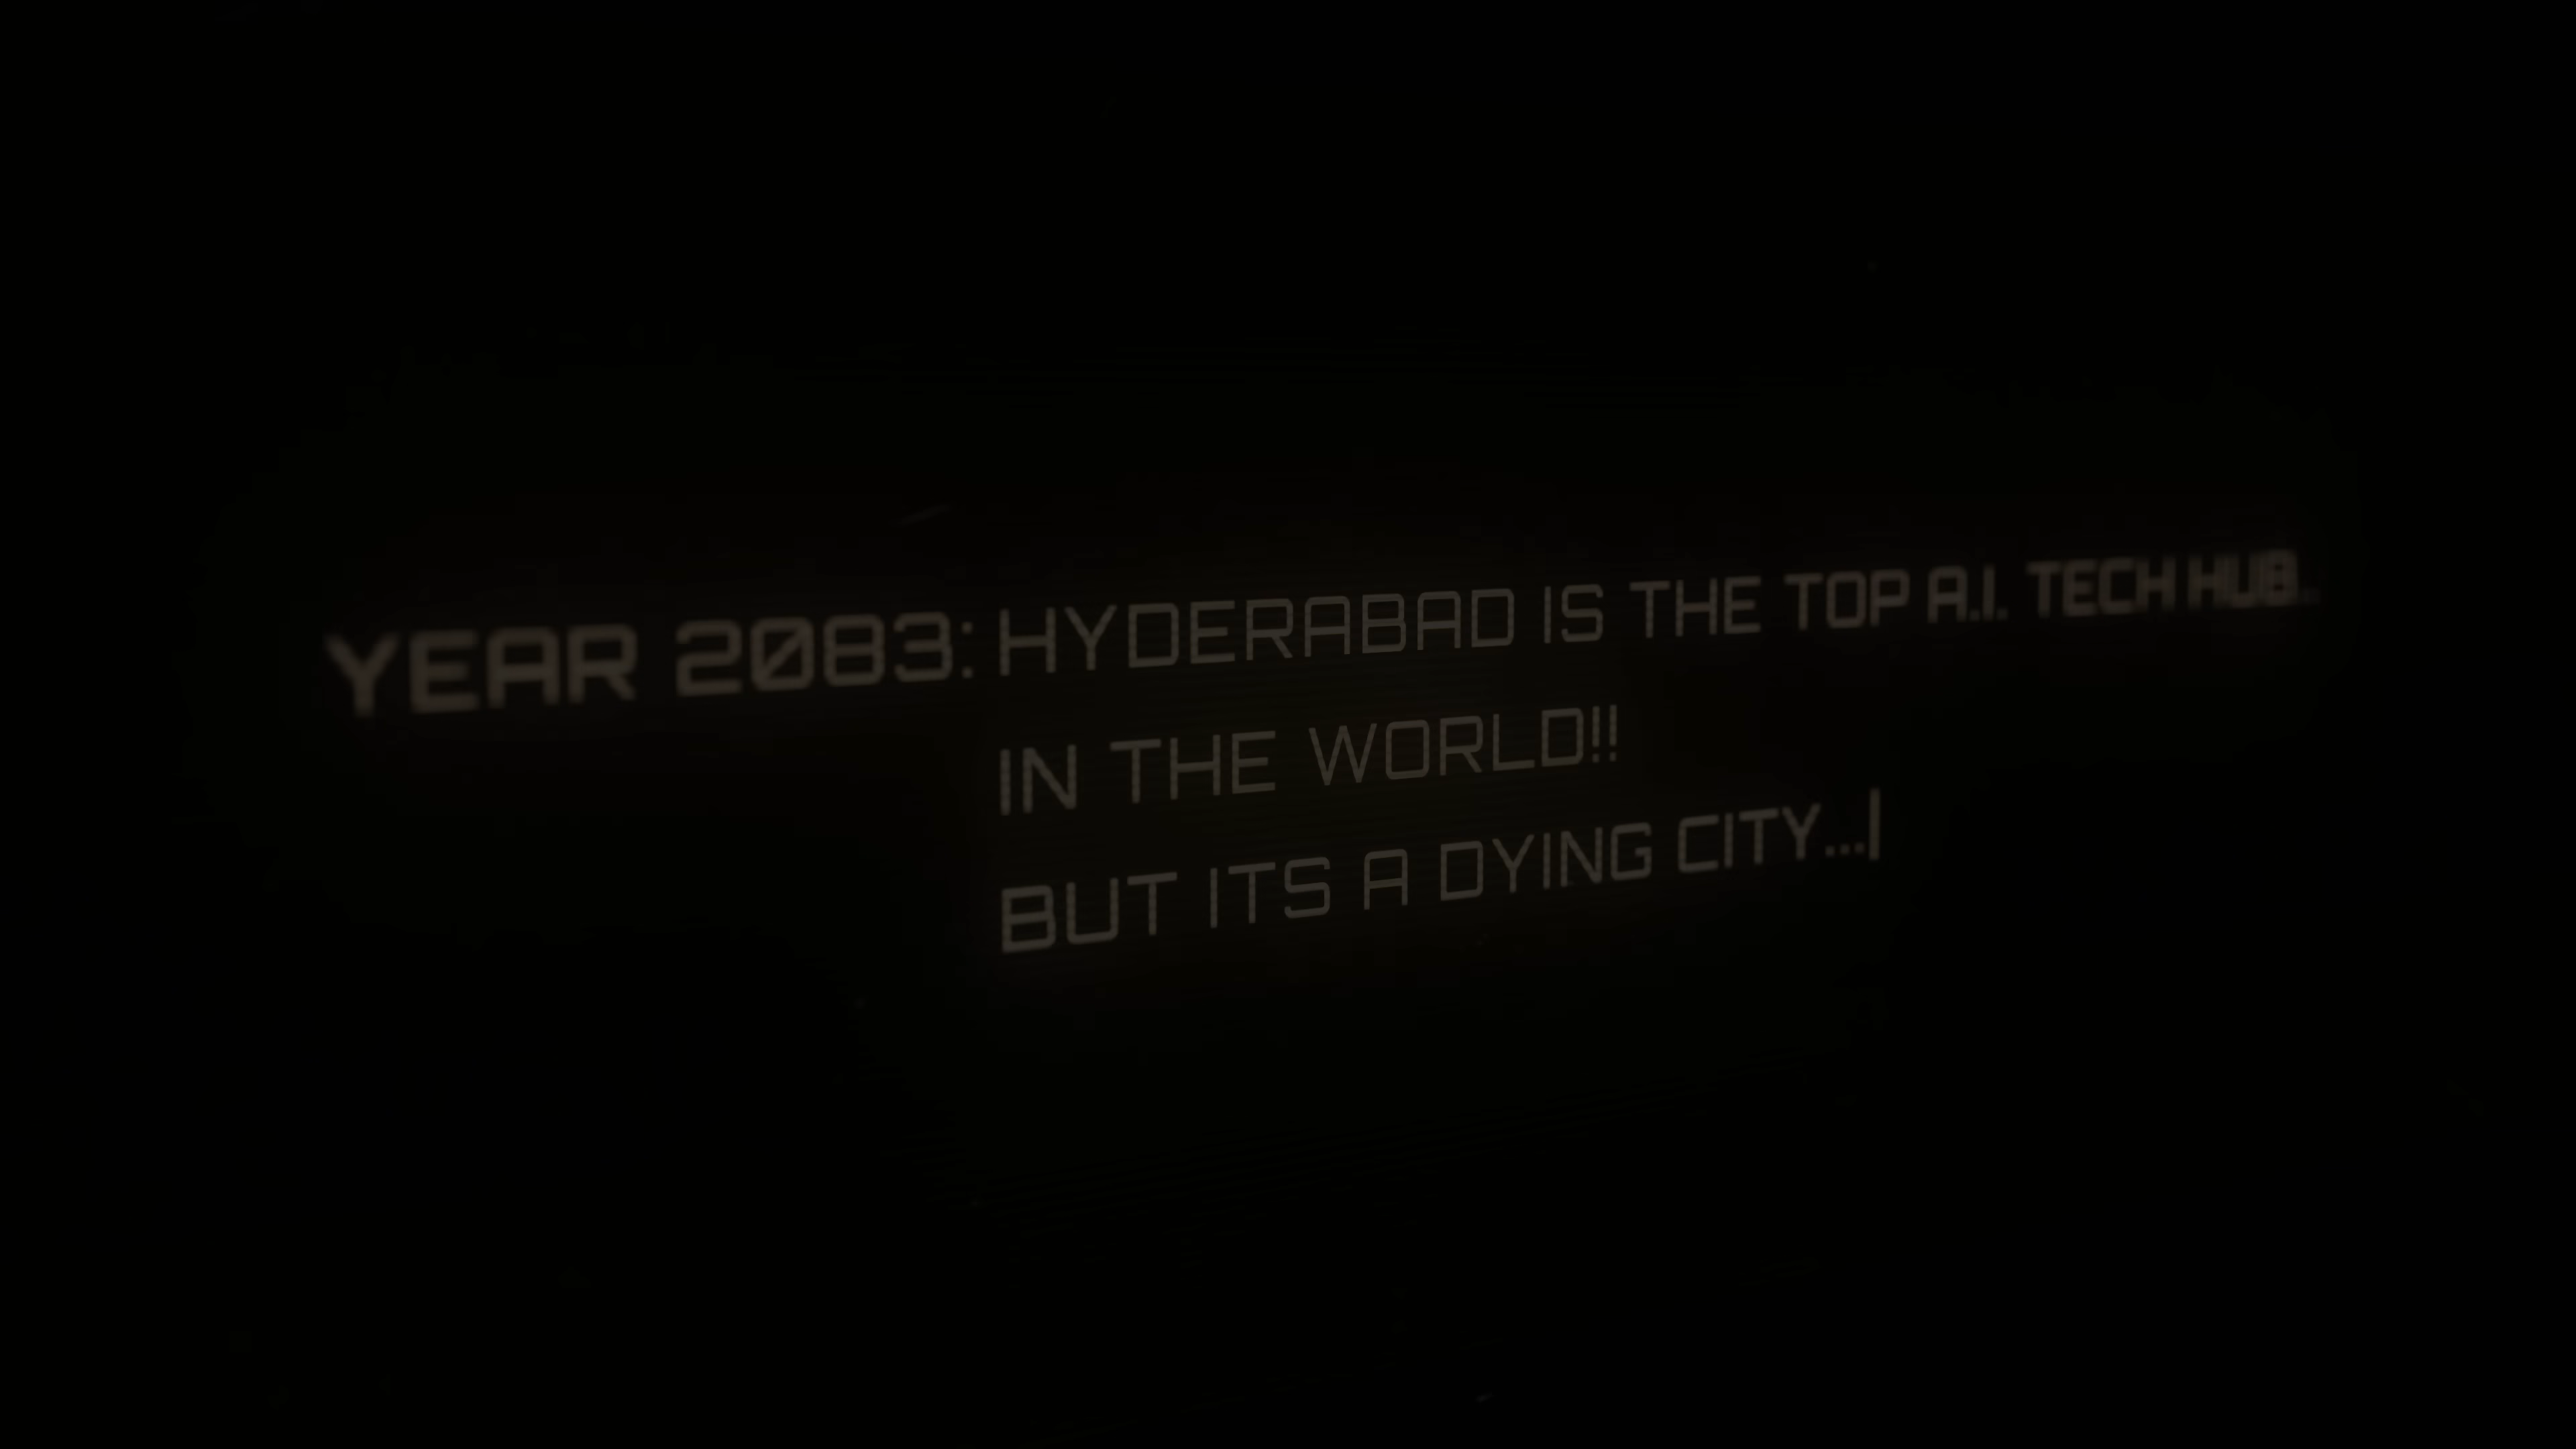 YEAR 2083: HYDERABAD IS THE TOP A.I. TECH HUB
IN THE WORLD!!
BUT ITS A DYING CITY...